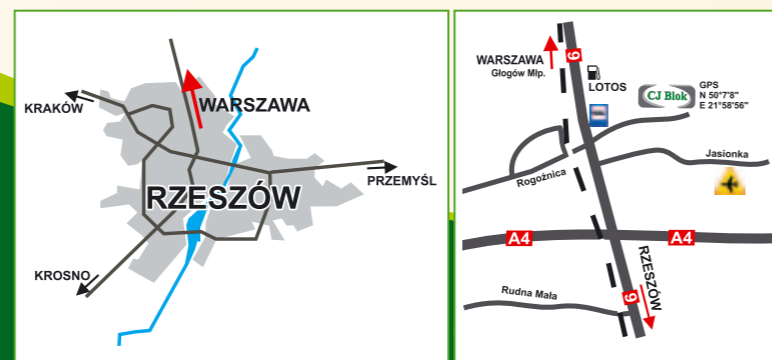 KRAKÓW
WARSZAWA
PRZEMYŚL
RZESZÓW
KROSNO
WARSZAWA
Głogów Młp.
9
LOTOS
CJ Blok
GPS
N 50°7'8"
E 21°58'56"
Jasionka
Rogoźnica
A4
A4
RZESZÓW
Rudna Mała
9